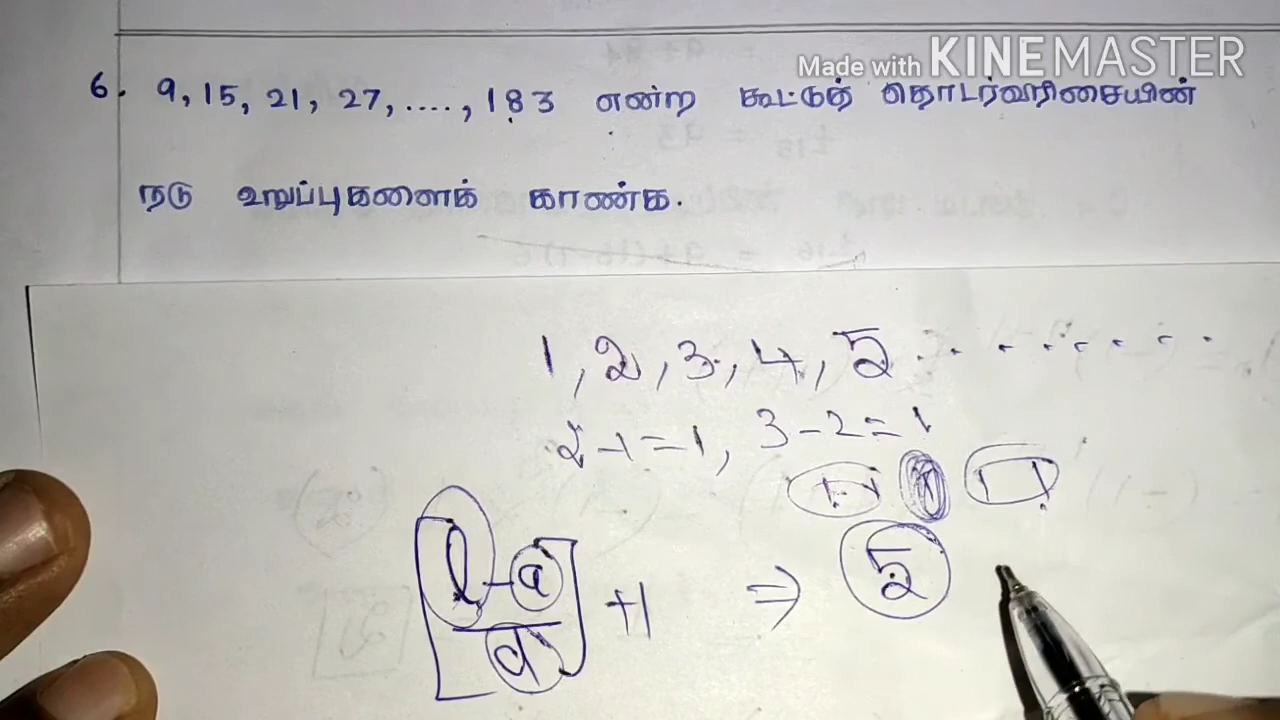 Made with KINEMASTER
6. 9, 15, 21, 27, ...., 183 என்ற கூட்டுத் தொடர்வரிசையின்
நடு உறுப்புகளைக் காண்க.
1, 2, 3, 4, 5 . . . . . . . .
2-1=1, 3-2=1
[l-a/d] +1 ⇒ 5